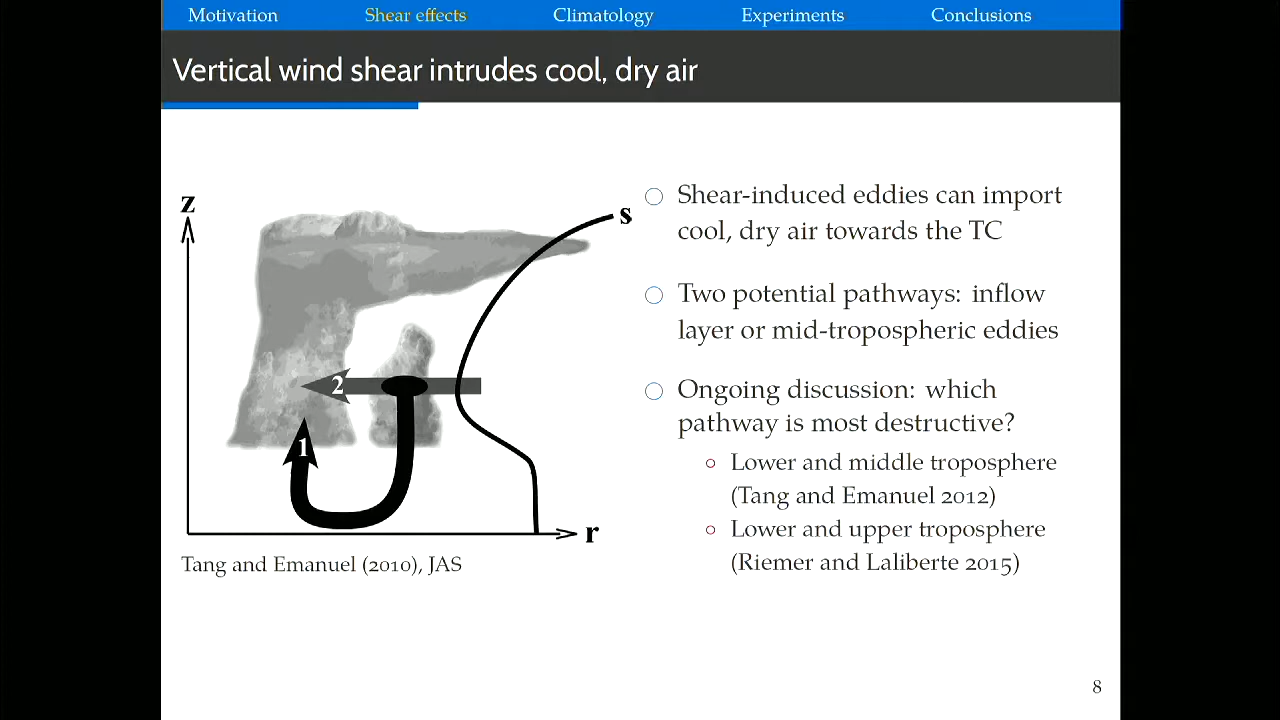 Motivation Shear effects Climatology Experiments Conclusions
Vertical wind shear intrudes cool, dry air
z
s
2
1
r
Tang and Emanuel (2010), JAS
Shear-induced eddies can import
cool, dry air towards the TC
Two potential pathways: inflow
layer or mid-tropospheric eddies
Ongoing discussion: which
pathway is most destructive?
Lower and middle troposphere
(Tang and Emanuel 2012)
Lower and upper troposphere
(Riemer and Laliberte 2015)
8